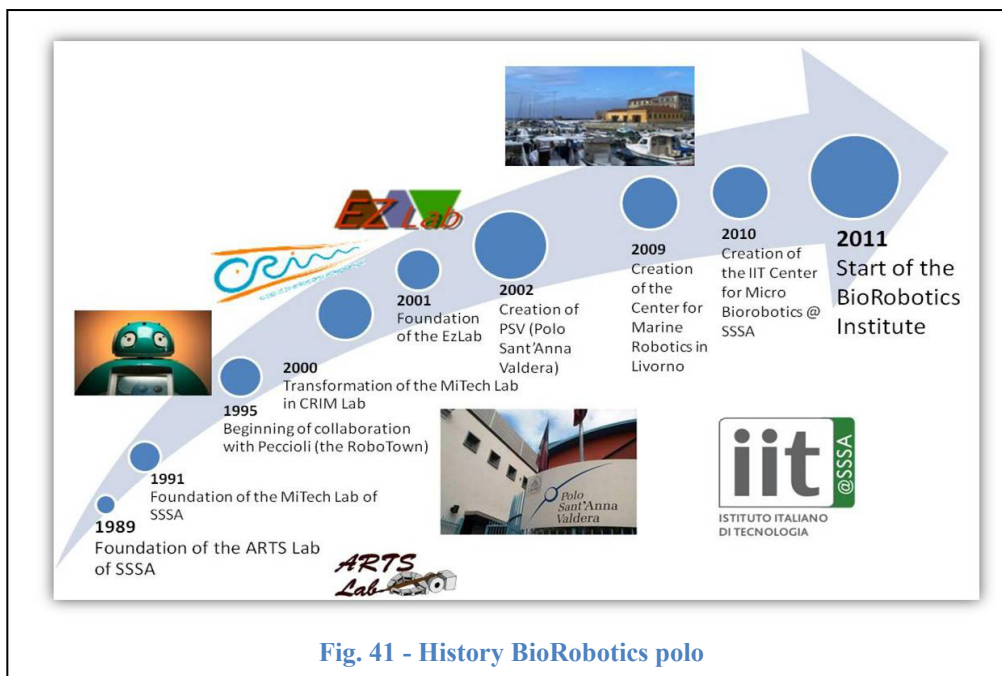 EZ Lab
CRIM
2011
Start of the
BioRobotics
Institute
2010
Creation of
the IIT Center
for Micro
Biorobotics @
SSSA
2009
Creation
of the
Center for
Marine
Robotics in
Livorno
2002
Creation of
PSV (Polo
Sant'Anna
Valdera)
2001
Foundation
of the EzLab
2000
Transformation of the MiTech Lab
in CRIM Lab
1995
Beginning of collaboration
with Peccioli (the RoboTown)
1991
Foundation of the MiTech Lab of
SSSA
1989
Foundation of the ARTS Lab
of SSSA
Polo
Sant'Anna
Valdera
iit
@SSSA
ISTITUTO ITALIANO
DI TECNOLOGIA
ARTS
Lab
Fig. 41 - History BioRobotics polo